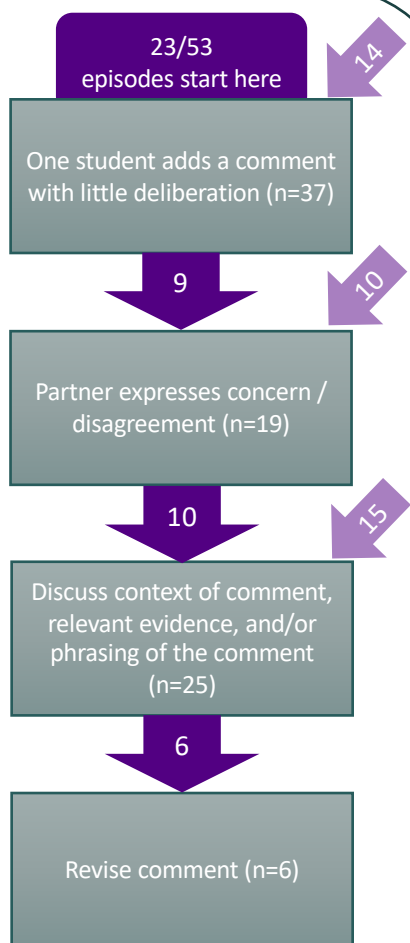 23/53
episodes start here
14
One student adds a comment
with little deliberation (n=37)
9
10
Partner expresses concern /
disagreement (n=19)
10
15
Discuss context of comment,
relevant evidence, and/or
phrasing of the comment
(n=25)
6
Revise comment (n=6)